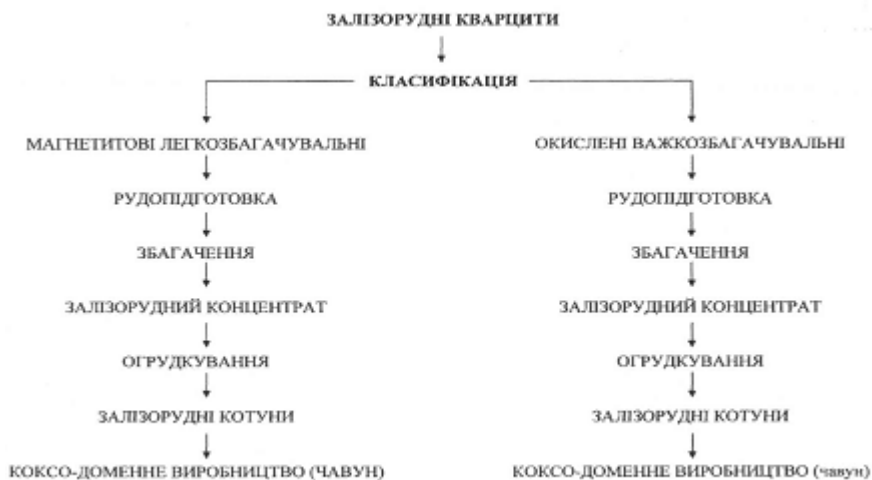 ЗАЛІЗОРУДНІ КВАРЦИТИ
КЛАСИФІКАЦІЯ
МАГНЕТИТОВІ ЛЕГКОЗБАГАЧУВАЛЬНІ
ОКИСЛЕНІ ВАЖКОЗБАГАЧУВАЛЬНІ
РУДОПІДГОТОВКА
РУДОПІДГОТОВКА
ЗБАГАЧЕННЯ
ЗБАГАЧЕННЯ
ЗАЛІЗОРУДНИЙ КОНЦЕНТРАТ
ЗАЛІЗОРУДНИЙ КОНЦЕНТРАТ
ОГРУДКУВАННЯ
ОГРУДКУВАННЯ
ЗАЛІЗОРУДНІ КОТУНИ
ЗАЛІЗОРУДНІ КОТУНИ
КОКСО-ДОМЕННЕ ВИРОБНИЦТВО (ЧАВУН)
КОКСО-ДОМЕННЕ ВИРОБНИЦТВО (чавун)